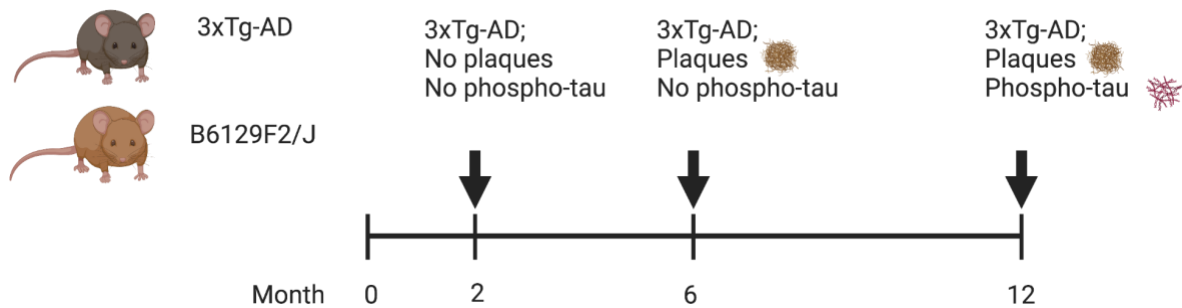 3xTg-AD
B6129F2/J
3xTg-AD;
No plaques
No phospho-tau
3xTg-AD;
Plaques
No phospho-tau
3xTg-AD;
Plaques
Phospho-tau
Month 0 2 6 12